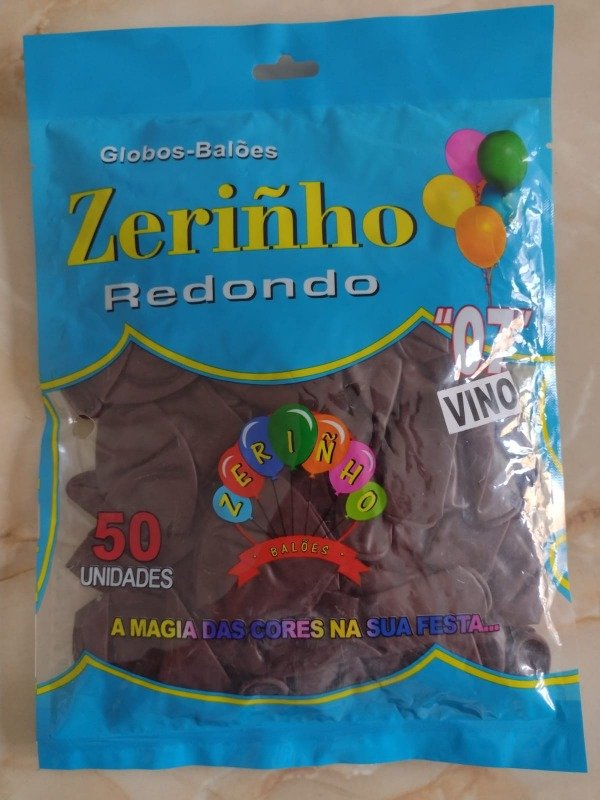 Globos-Balões
Zeriñho
Redondo
"07"
VINO
ZERIÑHO
· BALÕES ·
50
UNIDADES
A MAGIA DAS CORES NA SUA FESTA...